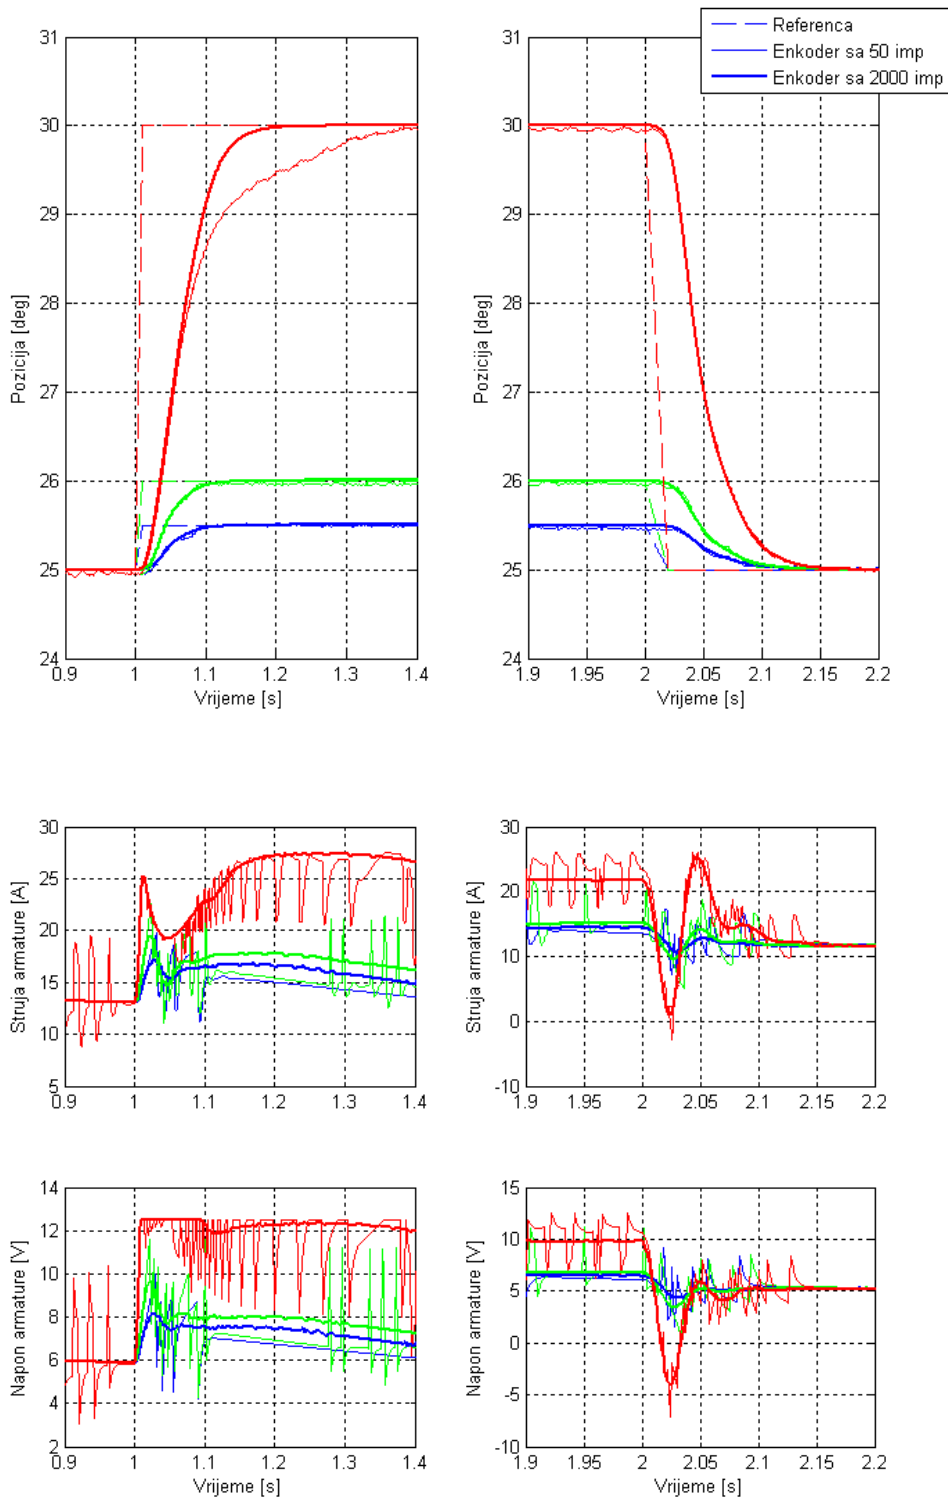 Referenca
Enkoder sa 50 imp
Enkoder sa 2000 imp
31
30
29
28
27
26
25
24
Pozicija [deg]
0.9 1 1.1 1.2 1.3 1.4
Vrijeme [s]
31
30
29
28
27
26
25
24
Pozicija [deg]
1.9 1.95 2 2.05 2.1 2.15 2.2
Vrijeme [s]
30
25
20
15
10
5
Struja armature [A]
0.9 1 1.1 1.2 1.3 1.4
30
20
10
0
-10
Struja armature [A]
1.9 1.95 2 2.05 2.1 2.15 2.2
14
12
10
8
6
4
2
Napon armature [V]
0.9 1 1.1 1.2 1.3 1.4
Vrijeme [s]
15
10
5
0
-5
-10
Napon armature [V]
1.9 1.95 2 2.05 2.1 2.15 2.2
Vrijeme [s]